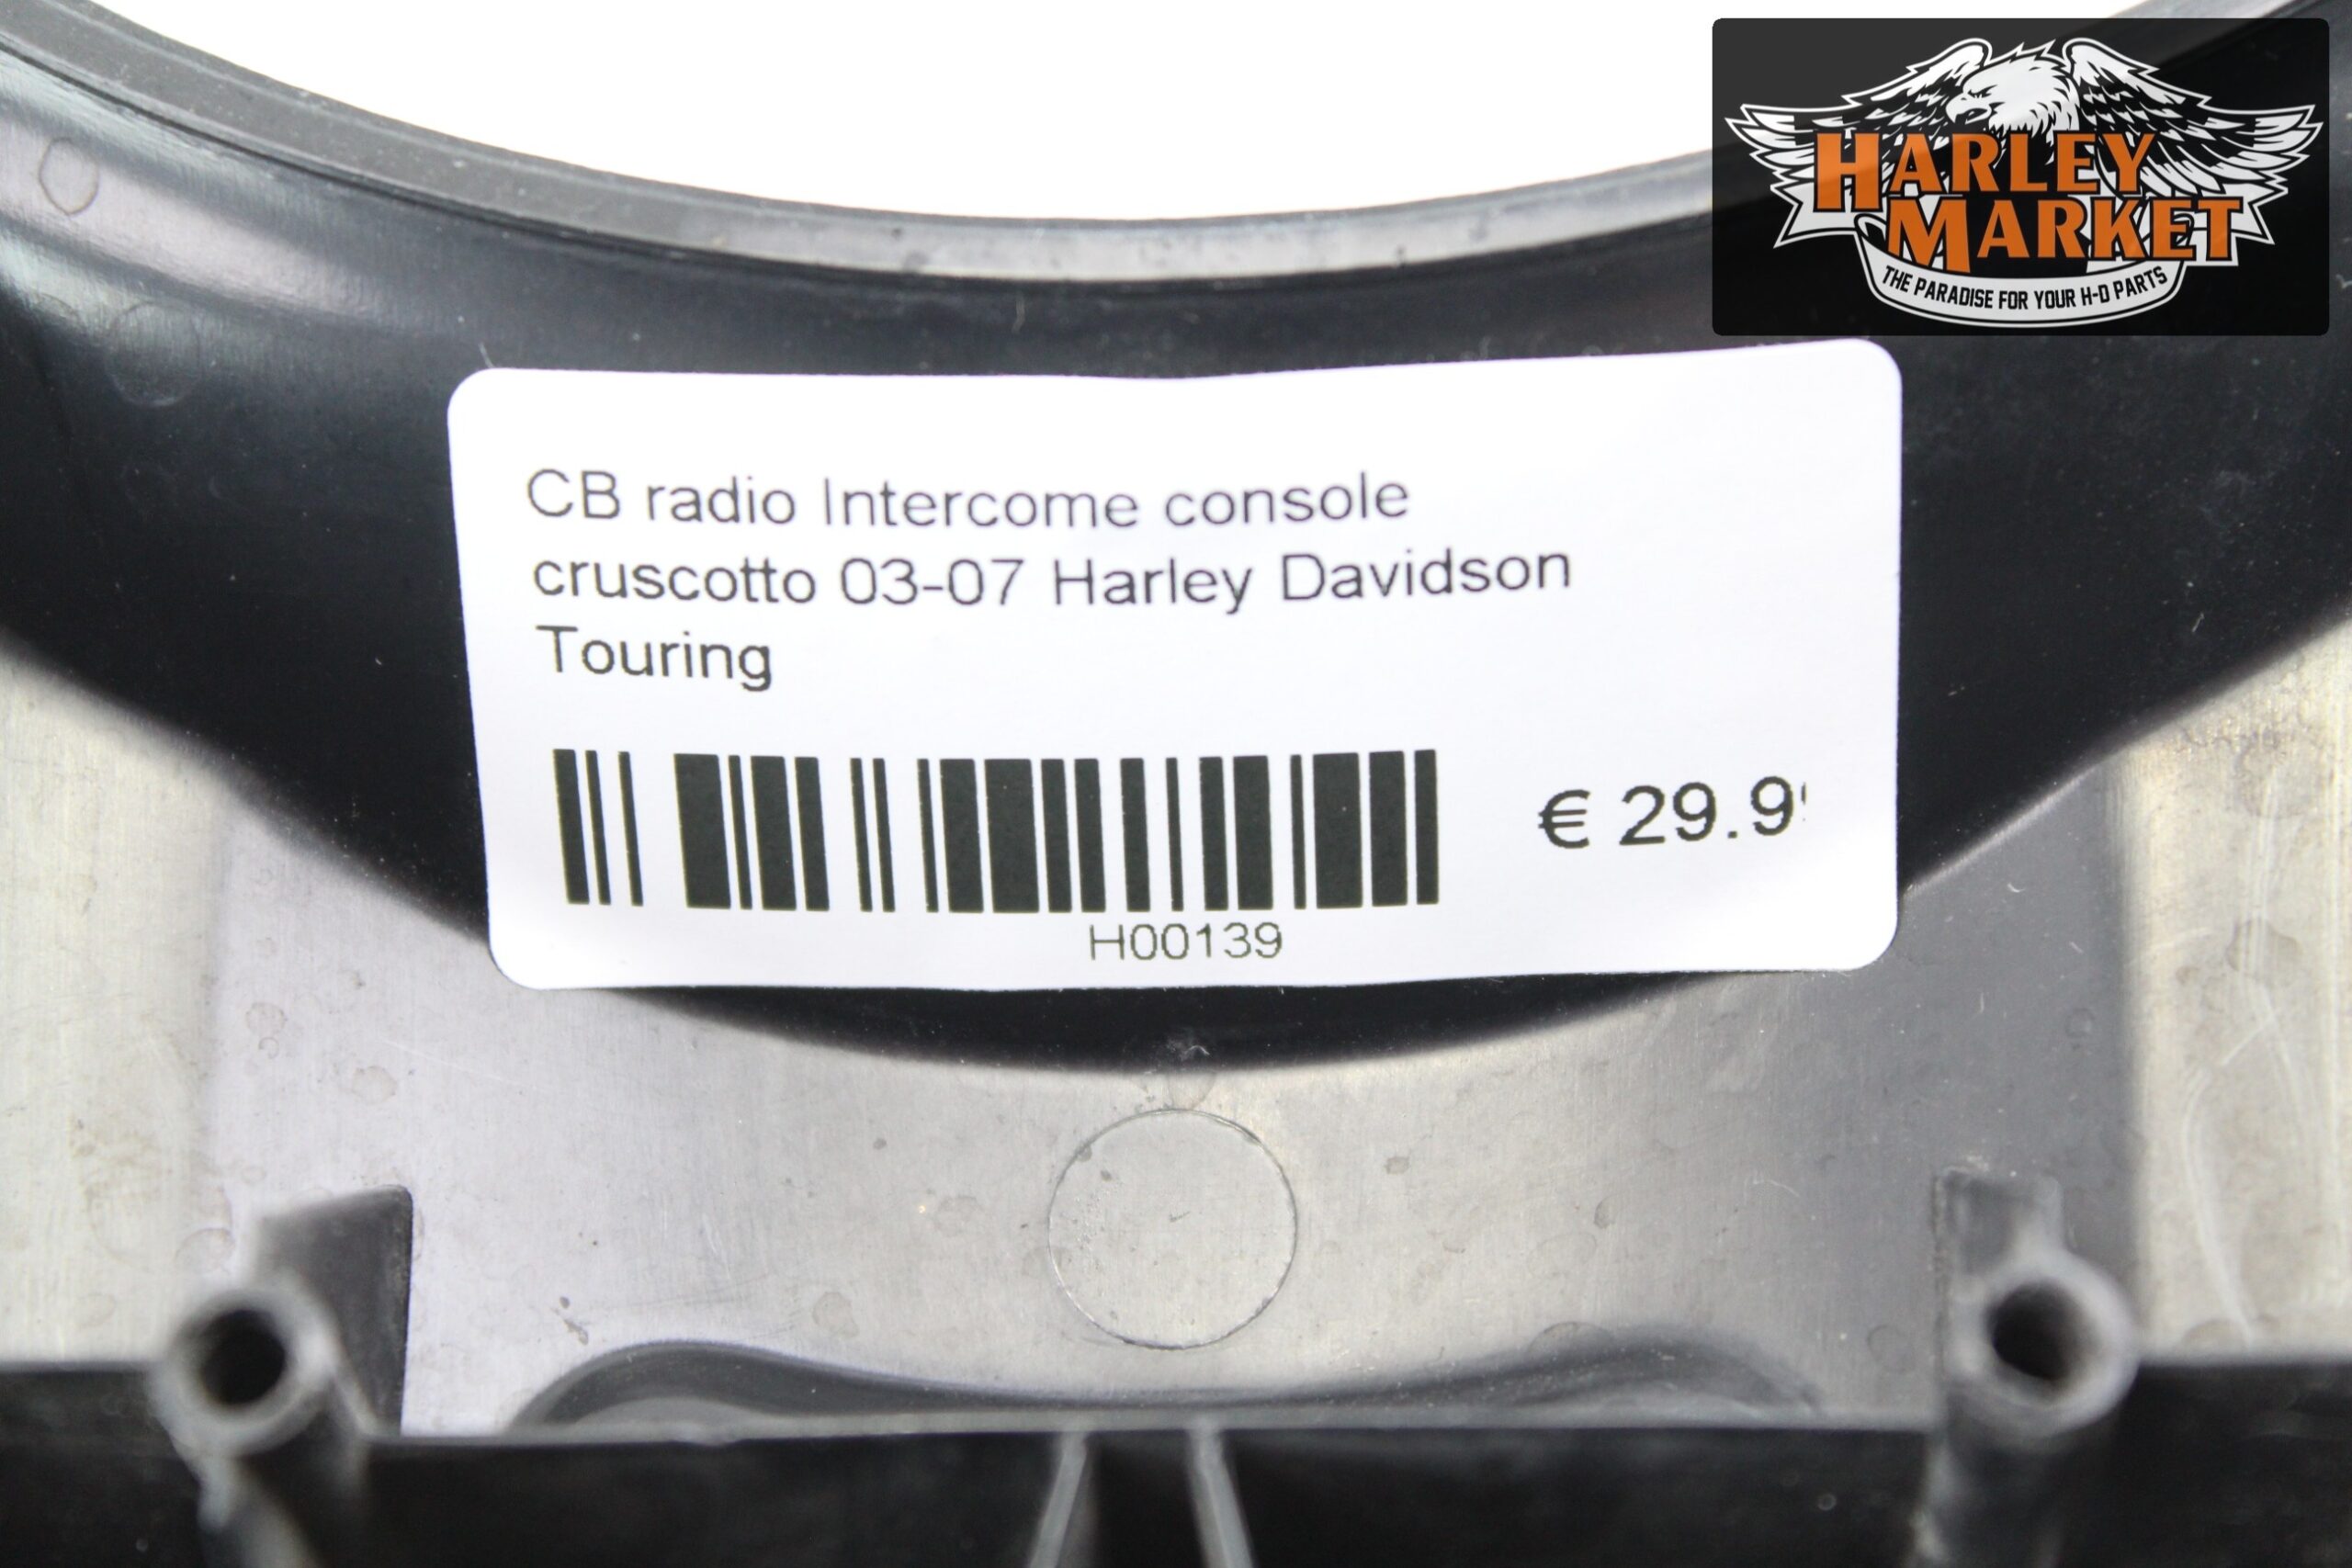 HARLEY
MARKET
THE PARADISE FOR YOUR H-D PARTS
CB radio Intercome console
cruscotto 03-07 Harley Davidson
Touring
€ 29.9
H00139